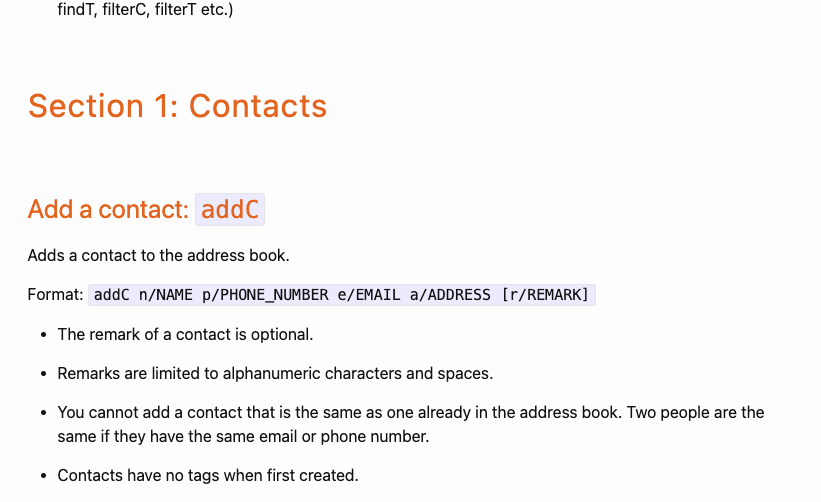 findT, filterC, filterT etc.)
Section 1: Contacts
Add a contact: addC
Adds a contact to the address book.
Format: addC n/NAME p/PHONE_NUMBER e/EMAIL a/ADDRESS [r/REMARK]
• The remark of a contact is optional.
• Remarks are limited to alphanumeric characters and spaces.
• You cannot add a contact that is the same as one already in the address book. Two people are the
same if they have the same email or phone number.
• Contacts have no tags when first created.